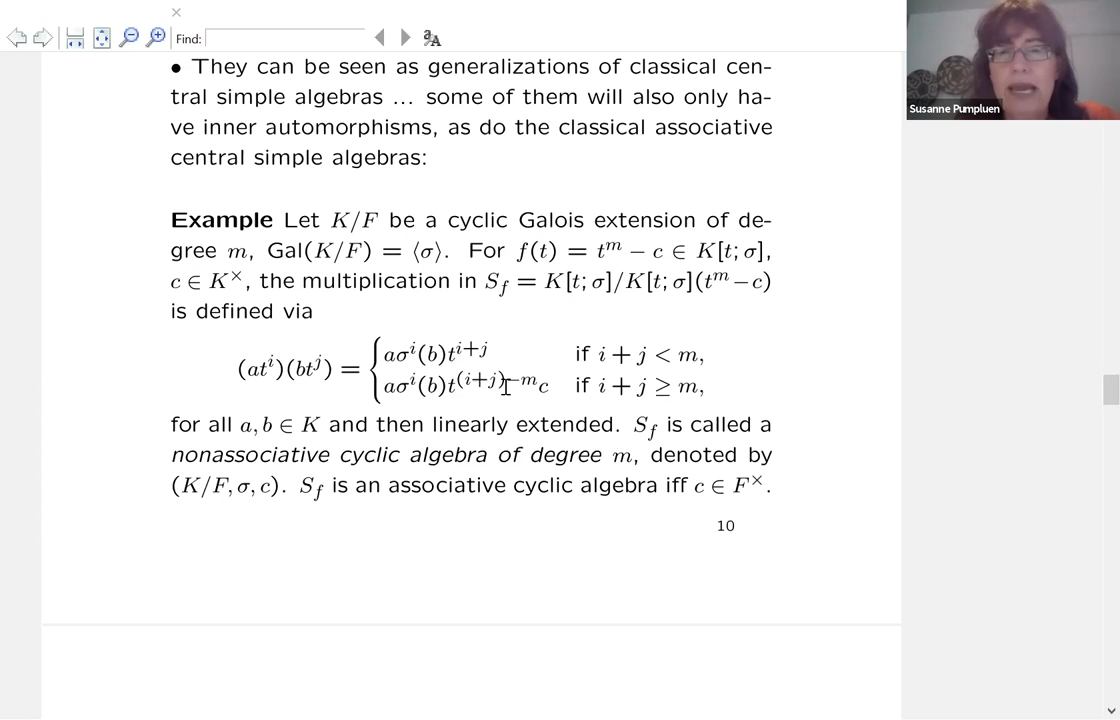 Find:
Susanne Pumpluen
• They can be seen as generalizations of classical cen-
tral simple algebras ... some of them will also only ha-
ve inner automorphisms, as do the classical associative
central simple algebras:
Example Let K/F be a cyclic Galois extension of de-
gree m, Gal(K/F) = ⟨σ⟩. For f(t) = t^m − c ∈ K[t; σ],
c ∈ K^×, the multiplication in S_f = K[t; σ]/K[t; σ](t^m − c)
is defined via
(at^i)(bt^j) = { aσ^i(b)t^{i+j} if i + j < m,
aσ^i(b)t^{(i+j)−m}c if i + j ≥ m,
for all a, b ∈ K and then linearly extended. S_f is called a
nonassociative cyclic algebra of degree m, denoted by
(K/F, σ, c). S_f is an associative cyclic algebra iff c ∈ F^×.
10